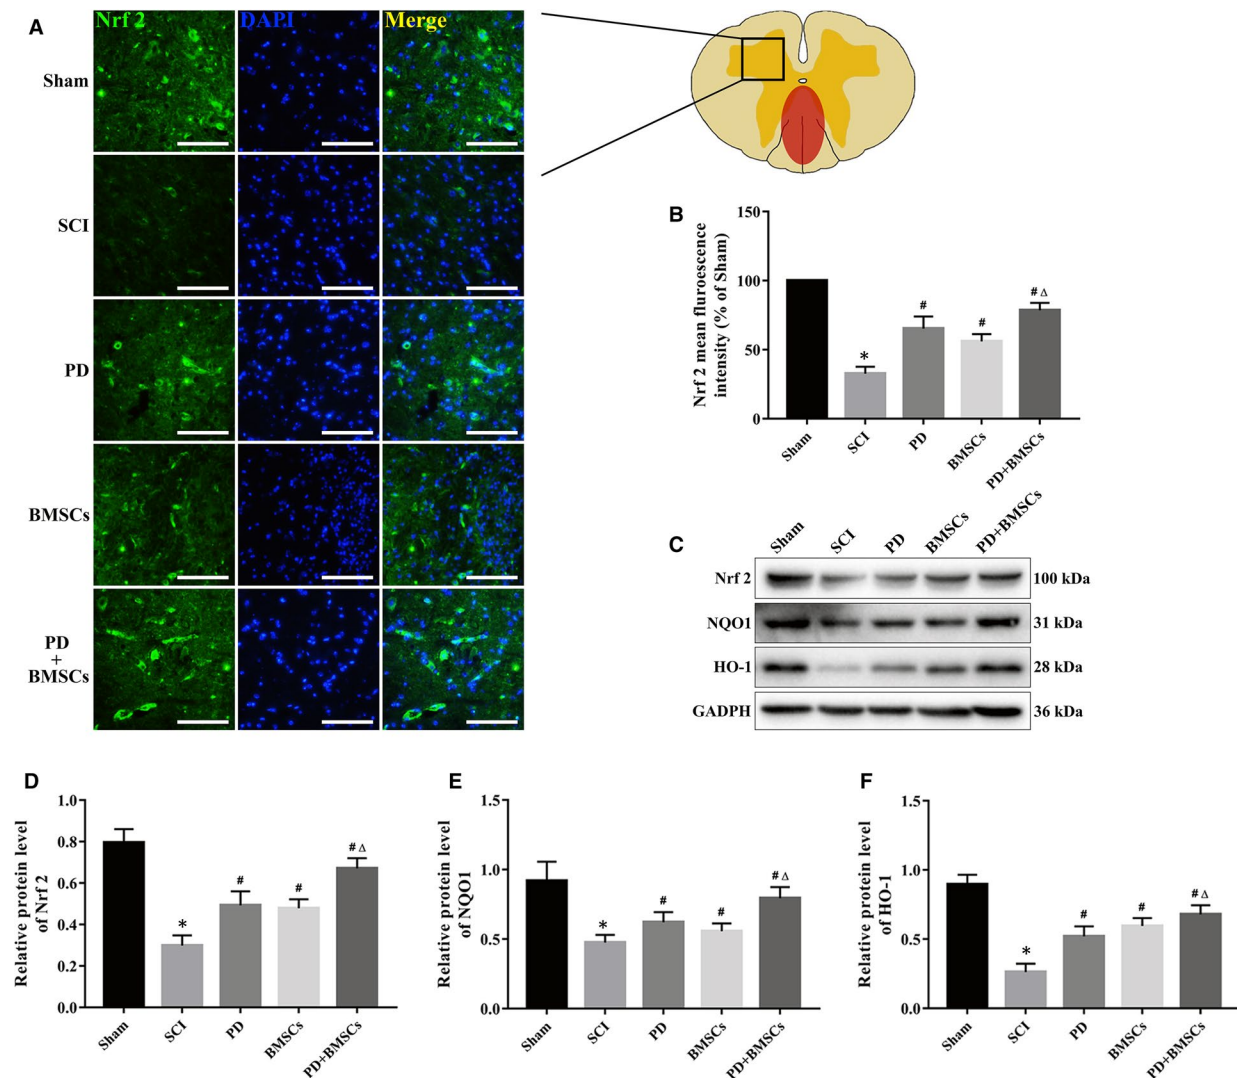 A
Nrf 2 DAPI Merge
Sham
SCI
PD
BMSCs
PD
+
BMSCs
B
Nrf 2 mean fluroescence
intensity (% of Sham)
150
100
50
0
*
#
#
# Δ
Sham SCI PD BMSCs PD+BMSCs
C
Sham SCI PD BMSCs PD+BMSCs
Nrf 2 100 kDa
NQO1 31 kDa
HO-1 28 kDa
GADPH 36 kDa
D
Relative protein level
of Nrf 2
1.0
0.8
0.6
0.4
0.2
0.0
*
#
#
# Δ
Sham SCI PD BMSCs PD+BMSCs
E
Relative protein level
of NQO1
1.5
1.0
0.5
0.0
*
#
#
# Δ
Sham SCI PD BMSCs PD+BMSCs
F
Relative protein level
of HO-1
1.5
1.0
0.5
0.0
*
#
#
# Δ
Sham SCI PD BMSCs PD+BMSCs